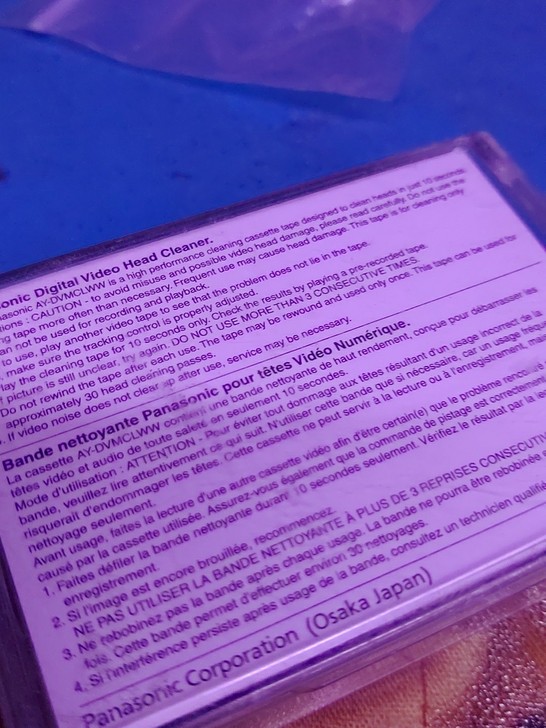 onic Digital Video Head Cleaner.
nasonic AY-DVMCLWW is a high performance cleaning cassette tape designed to clean heads in just 10 seconds
tions : CAUTION - to avoid misuse and possible video head damage, please read carefully. Do not use the
ng tape more often than necessary. Frequent use may cause head damage. This tape is for cleaning only
an not be used for recording and playback.
o use, play another video tape to see that the problem does not lie in the tape.
make sure the tracking control is properly adjusted.
lay the cleaning tape for 10 seconds only. Check the results by playing a pre-recorded tape.
picture is still unclear, try again. DO NOT USE MORE THAN 3 CONSECUTIVE TIMES.
Do not rewind the tape after each use. The tape may be rewound and used only once. This tape can be used for
approximately 30 head cleaning passes.
. If video noise does not clear up after use, service may be necessary.
Bande nettoyante Panasonic pour têtes Vidéo Numérique.
La cassette AY-DVMCLWW contient une bande nettoyante de haut rendement, conçue pour débarrasser les
têtes vidéo et audio de toute saleté en seulement 10 secondes.
Mode d'utilisation : ATTENTION - Pour éviter tout dommage aux têtes résultant d'un usage incorrect de la
bande, veuillez lire attentivement ce qui suit. N'utiliser cette bande que si nécessaire, car un usage fréqu
risquerait d'endommager les têtes. Cette cassette ne peut servir à la lecture ou à l'enregistrement, mais
nettoyage seulement.
Avant usage, faites la lecture d'une autre cassette vidéo afin d'être certain(e) que le problème rencontré
causé par la cassette utilisée. Assurez-vous également que la commande de pistage est correctement
1. Faites défiler la bande nettoyante durant 10 secondes seulement. Vérifiez le résultat par la lec
enregistrement.
2. Si l'image est encore brouillée, recommencez.
NE PAS UTILISER LA BANDE NETTOYANTE À PLUS DE 3 REPRISES CONSECUTIV
3. Ne rebobinez pas la bande après chaque usage. La bande ne pourra être rebobinée e
fois. Cette bande permet d'effectuer environ 30 nettoyages.
4. Si l'interférence persiste après usage de la bande, consultez un technicien qualifié
Panasonic Corporation (Osaka Japan)